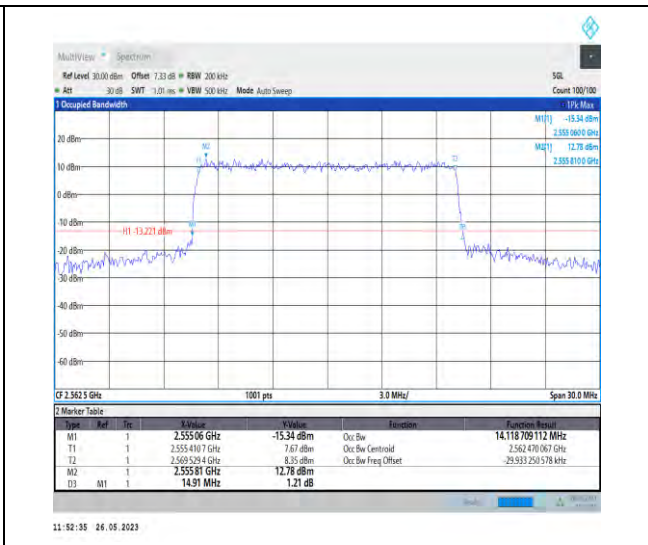 MultiView Spectrum
Ref Level 30.00 dBm Offset 7.33 dB RBW 200 kHz SGL
Att 30 dB SWT 1.01 ms VBW 500 kHz Mode Auto Sweep Count 100/100
1 Occupied Bandwidth 1Pk Max
M1[1] -15.34 dBm
2.555 0600 GHz
M2[1] 12.78 dBm
2.555 8100 GHz
20 dBm
M2
T1 T2
10 dBm
0 dBm
-10 dBm
M1 D3
H1 -13.221 dBm
-20 dBm
-30 dBm
-40 dBm
-50 dBm
-60 dBm
CF 2.562 5 GHz 1001 pts 3.0 MHz/ Span 30.0 MHz
2 Marker Table
Type Ref Trc X-Value Y-Value Function Function Result
M1 1 2.555 06 GHz -15.34 dBm Occ Bw 14.118 709 112 MHz
T1 1 2.555 410 7 GHz 7.67 dBm Occ Bw Centroid 2.562 470 067 GHz
T2 1 2.569 529 4 GHz 8.35 dBm Occ Bw Freq Offset -29.933 250 578 kHz
M2 1 2.555 81 GHz 12.78 dBm
D3 M1 1 14.91 MHz 1.21 dB
11:52:35 26.05.2023